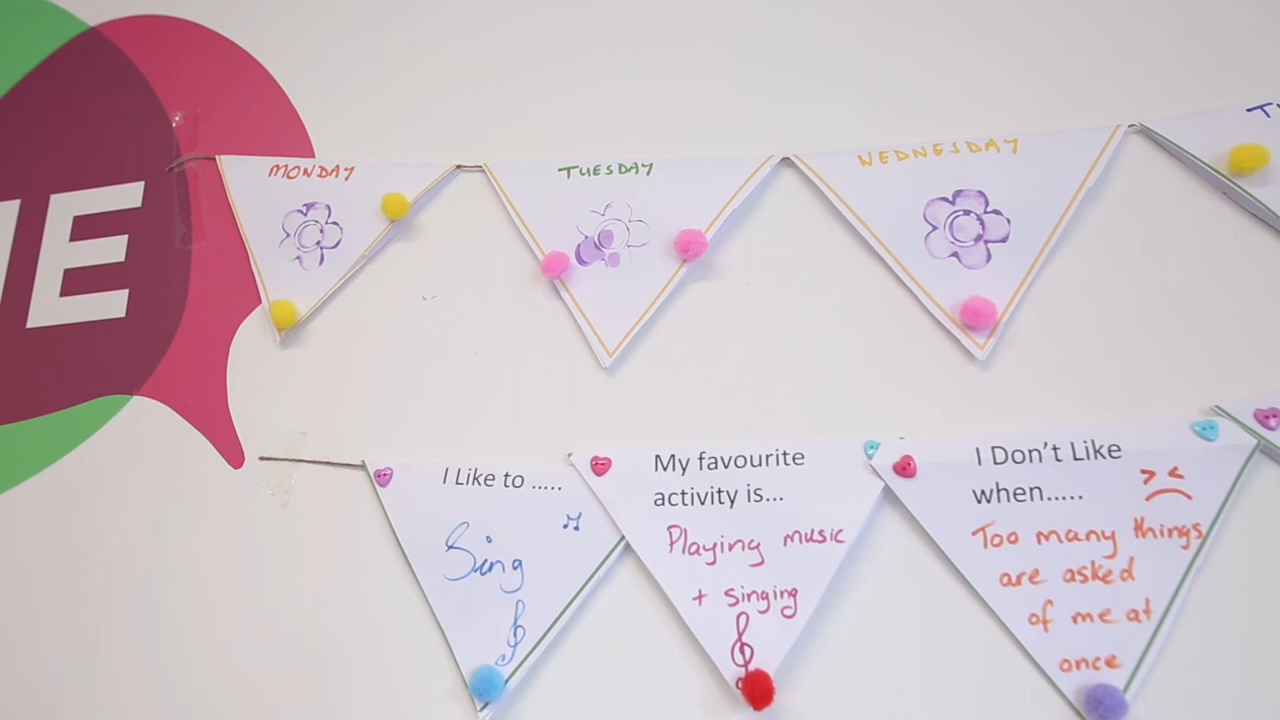 MONDAY
TUESDAY
WEDNESDAY
I Like to .....
Sing
My favourite
activity is...
Playing music
+ singing
I Don't Like
when.....
Too many things
are asked
of me at
once